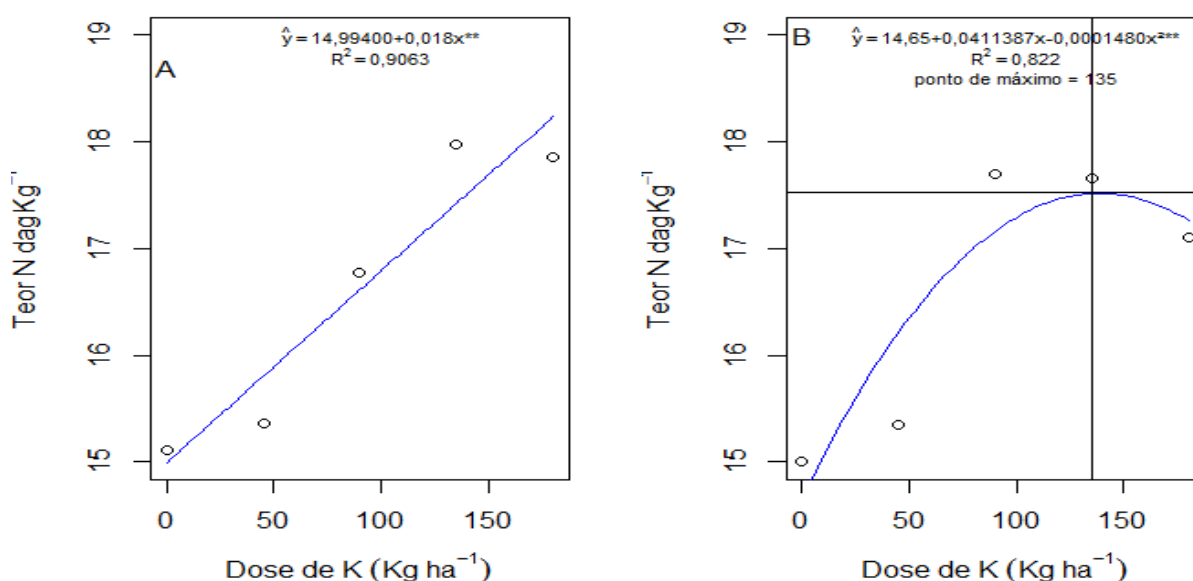 ŷ = 14,99400+0,018x**
R² = 0,9063
A
Teor N dagKg⁻¹
19
18
17
16
15
0 50 100 150
Dose de K (Kg ha⁻¹)
B
ŷ = 14,65+0,0411387x-0,0001480x²**
R² = 0,822
ponto de máximo = 135
Teor N dagKg⁻¹
19
18
17
16
15
0 50 100 150
Dose de K (Kg ha⁻¹)